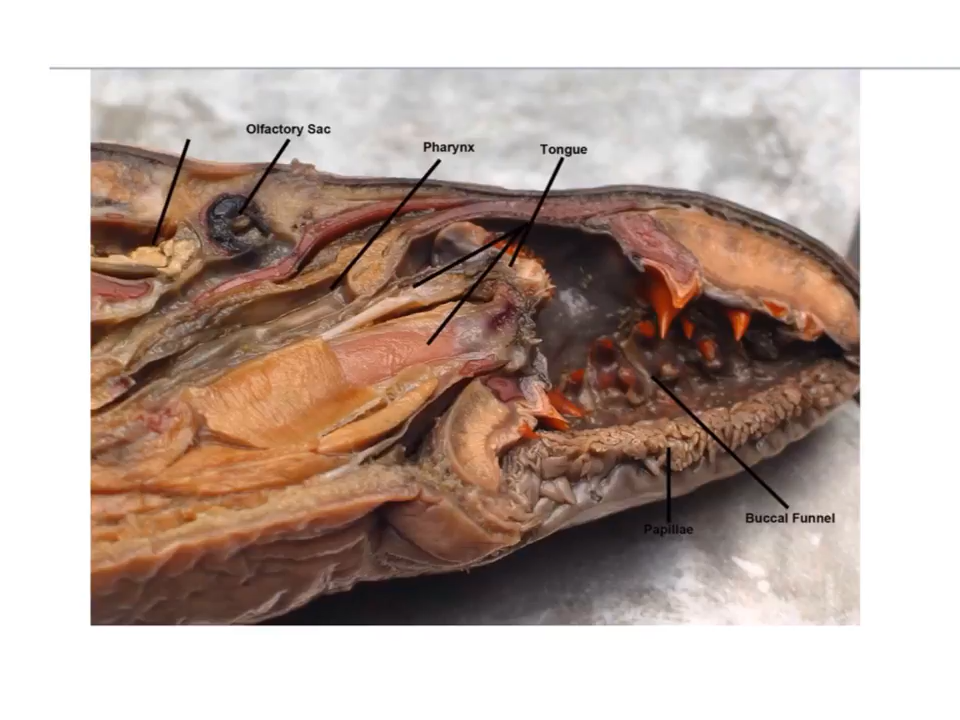 Olfactory Sac
Pharynx
Tongue
Buccal Funnel
Papillae